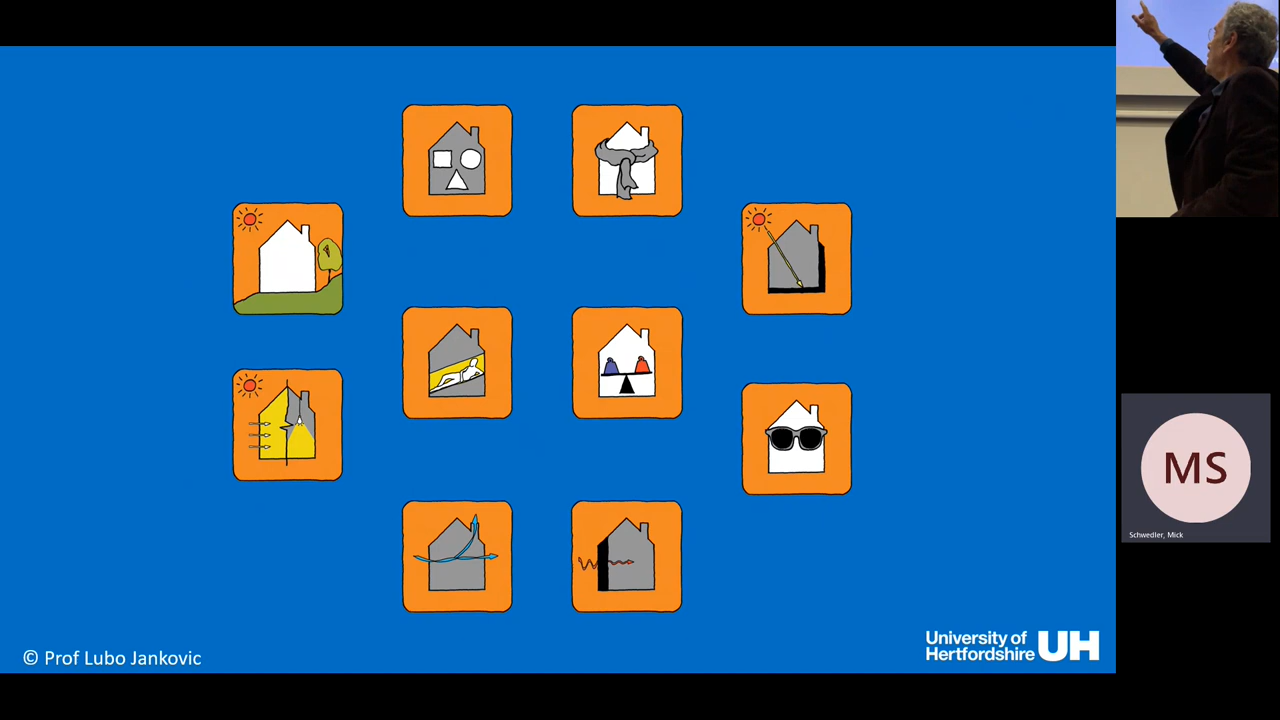 © Prof Lubo Jankovic
University of
Hertfordshire UH
MS
Schwedler, Mick